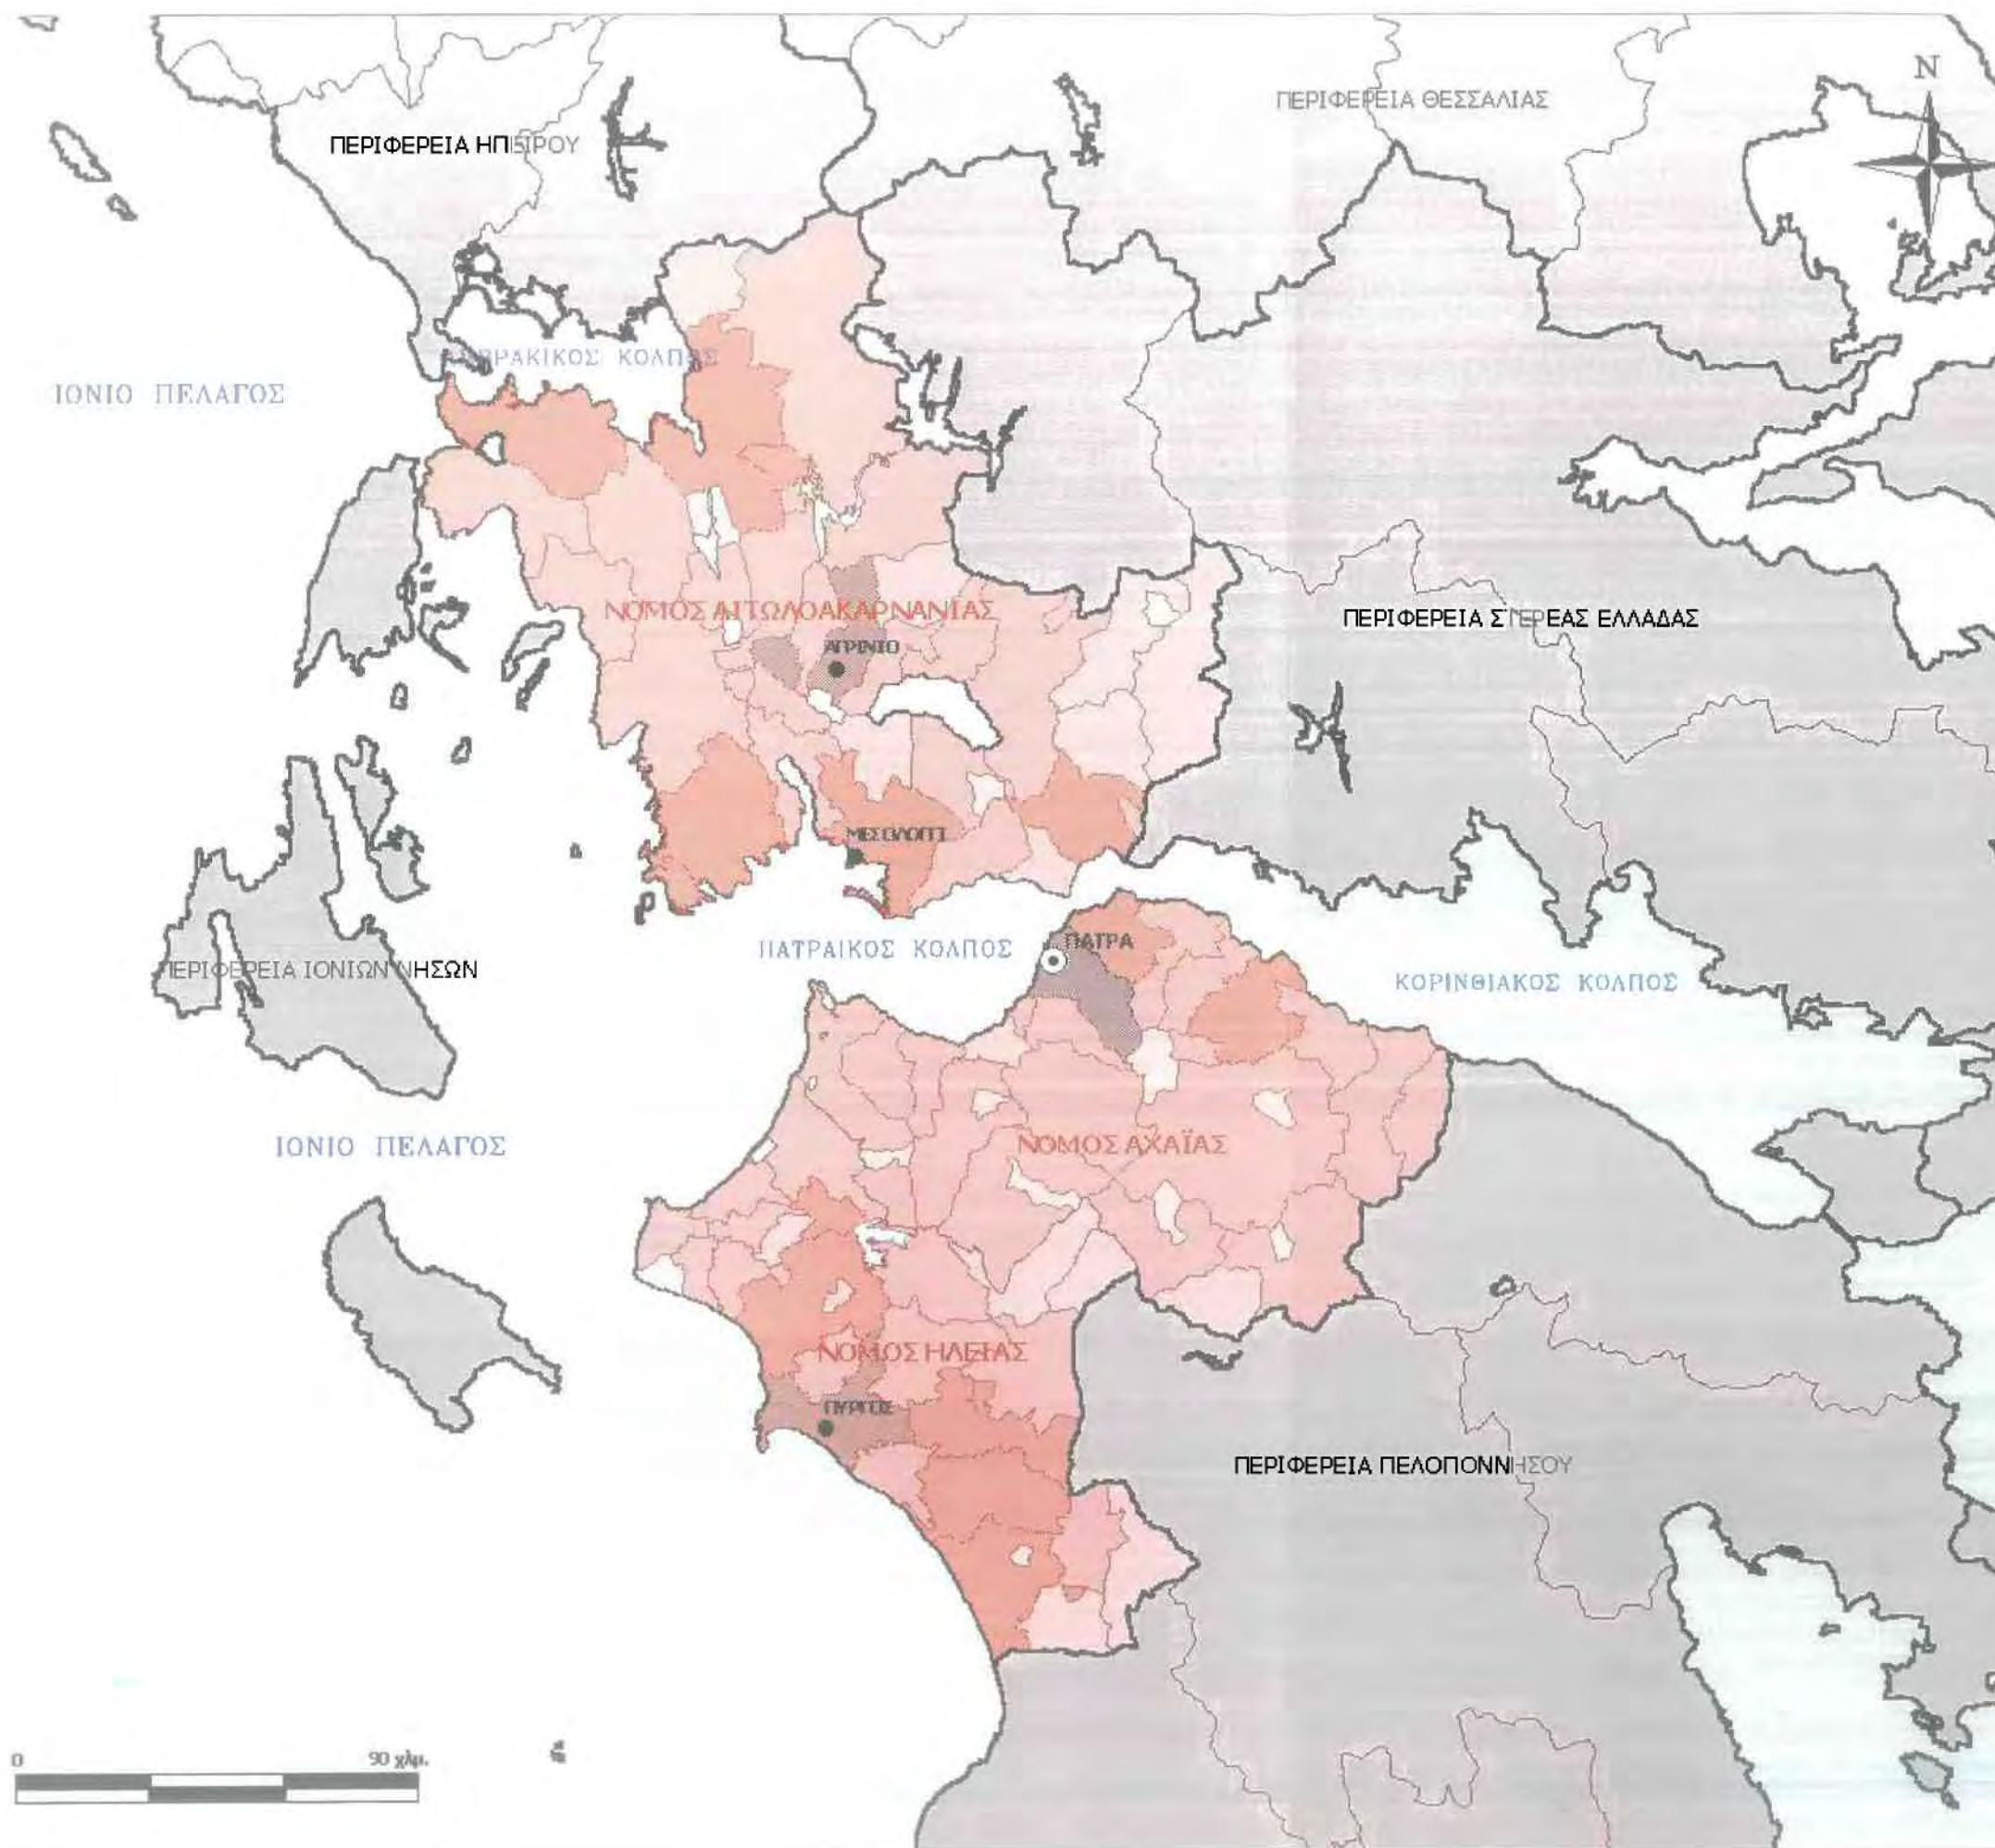 N
ΠΕΡΙΦΕΡΕΙΑ ΘΕΣΣΑΛΙΑΣ
ΠΕΡΙΦΕΡΕΙΑ ΗΠΕΙΡΟΥ
ΑΜΒΡΑΚΙΚΟΣ ΚΟΛΠΟΣ
ΙΟΝΙΟ ΠΕΛΑΓΟΣ
ΝΟΜΟΣ ΑΙΤΩΛΟΑΚΑΡΝΑΝΙΑΣ
ΠΕΡΙΦΕΡΕΙΑ ΣΤΕΡΕΑΣ ΕΛΛΑΔΑΣ
ΑΓΡΙΝΙΟ
ΜΕΣΟΛΟΓΓΙ
ΠΑΤΡΑ
ΠΑΤΡΑΙΚΟΣ ΚΟΛΠΟΣ
ΠΕΡΙΦΕΡΕΙΑ ΙΟΝΙΩΝ ΝΗΣΩΝ
ΚΟΡΙΝΘΙΑΚΟΣ ΚΟΛΠΟΣ
ΙΟΝΙΟ ΠΕΛΑΓΟΣ
ΝΟΜΟΣ ΑΧΑΪΑΣ
ΝΟΜΟΣ ΗΛΕΙΑΣ
ΠΥΡΓΟΣ
ΠΕΡΙΦΕΡΕΙΑ ΠΕΛΟΠΟΝΝΗΣΟΥ
0 90 χλμ.